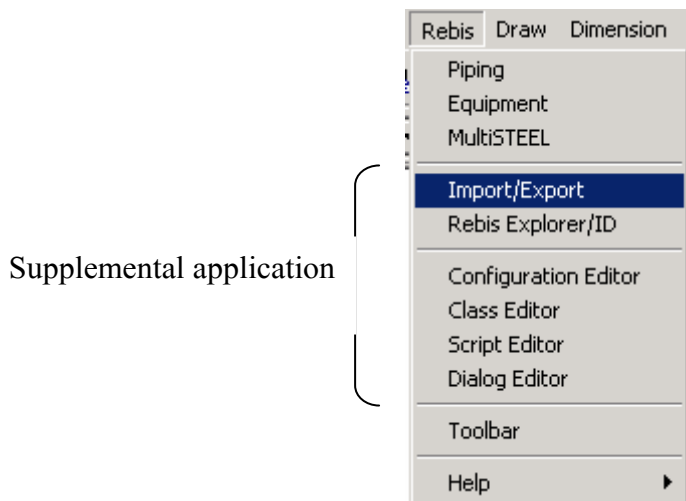 Rebis Draw Dimension
Piping
Equipment
MultiSTEEL
Import/Export
Rebis Explorer/ID
Supplemental application
Configuration Editor
Class Editor
Script Editor
Dialog Editor
Toolbar
Help